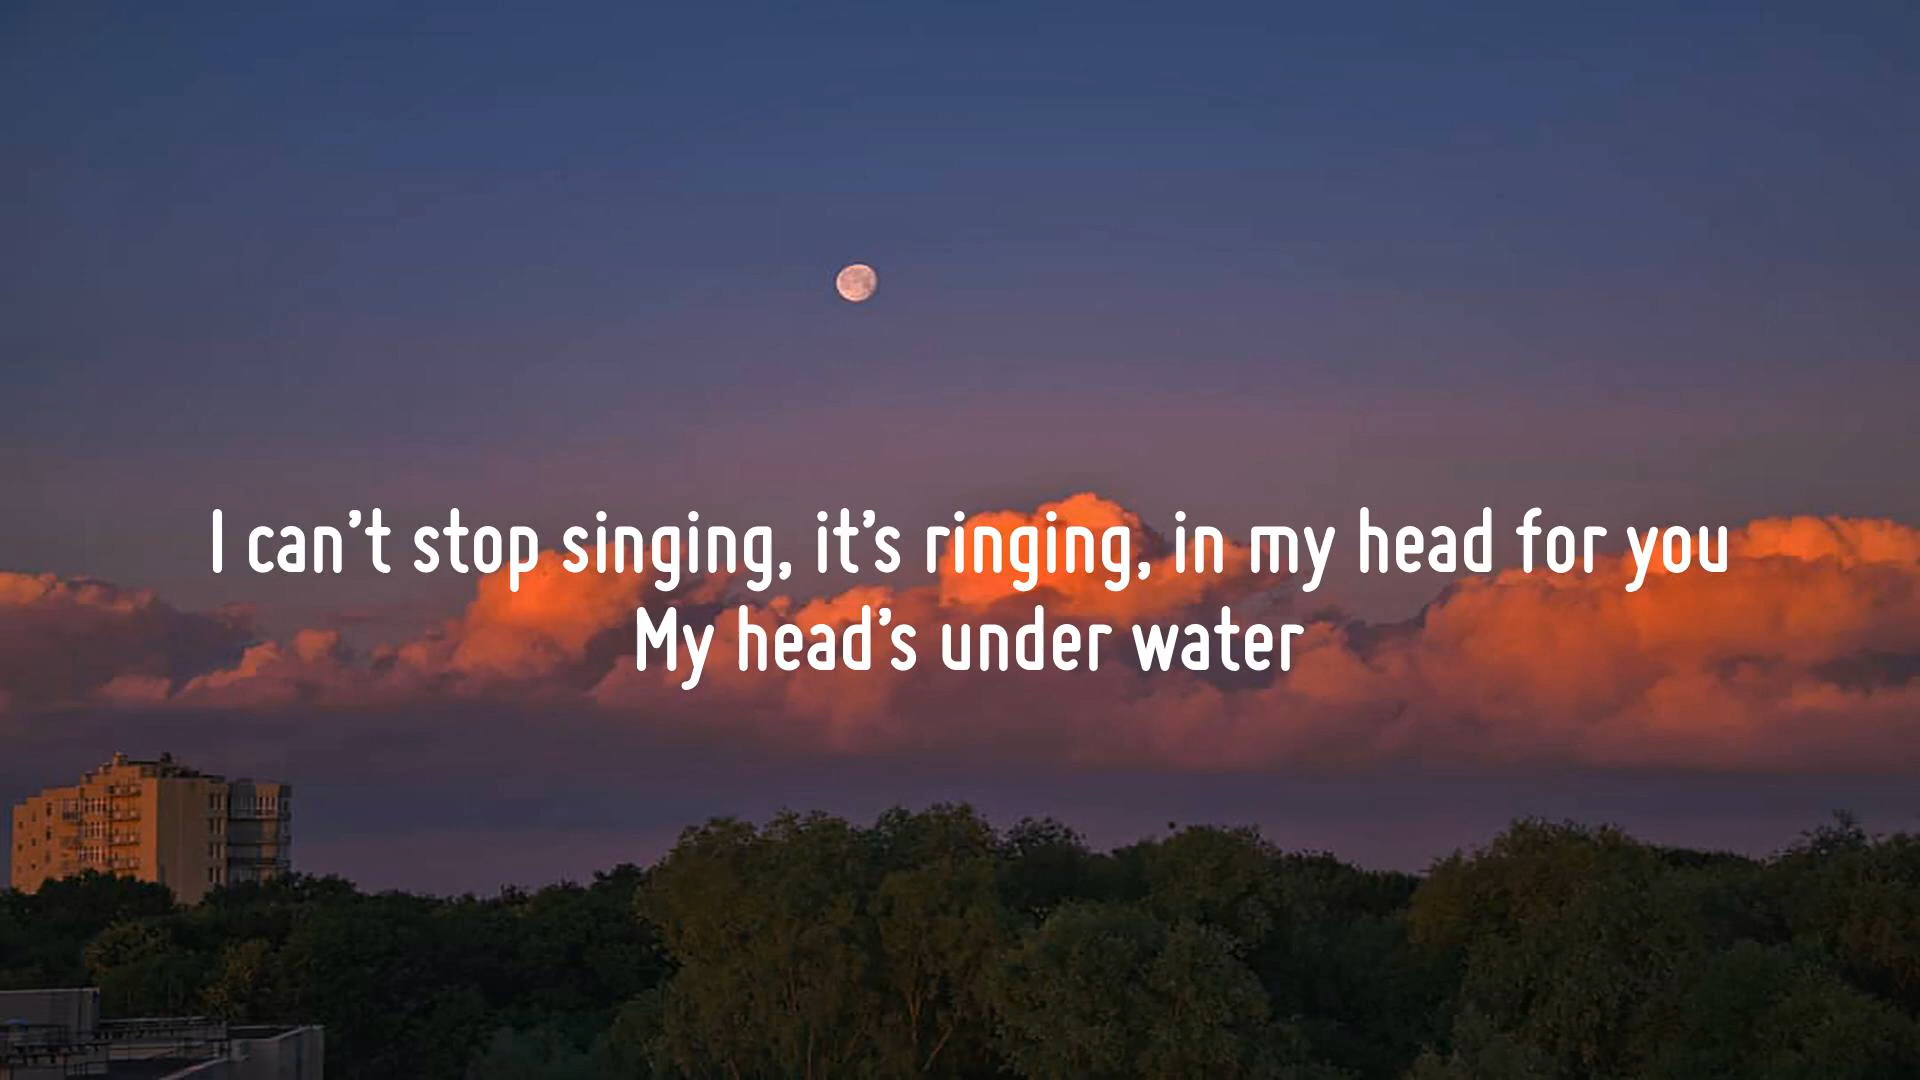 I can’t stop singing, it’s ringing, in my head for you
My head’s under water